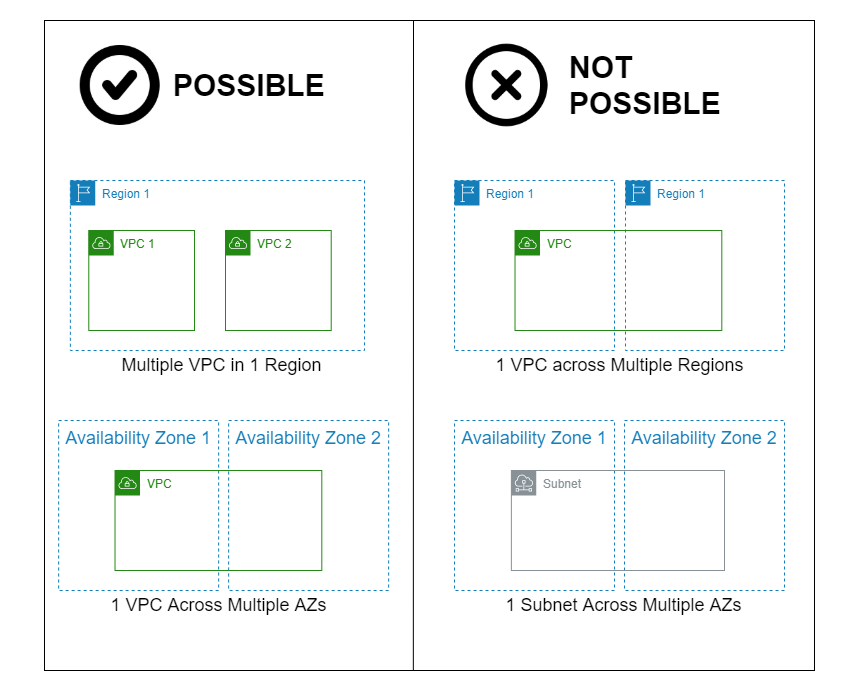 POSSIBLE
Region 1
VPC 1
VPC 2
Multiple VPC in 1 Region
Availability Zone 1
Availability Zone 2
VPC
1 VPC Across Multiple AZs
NOT
POSSIBLE
Region 1
Region 1
VPC
1 VPC across Multiple Regions
Availability Zone 1
Availability Zone 2
Subnet
1 Subnet Across Multiple AZs